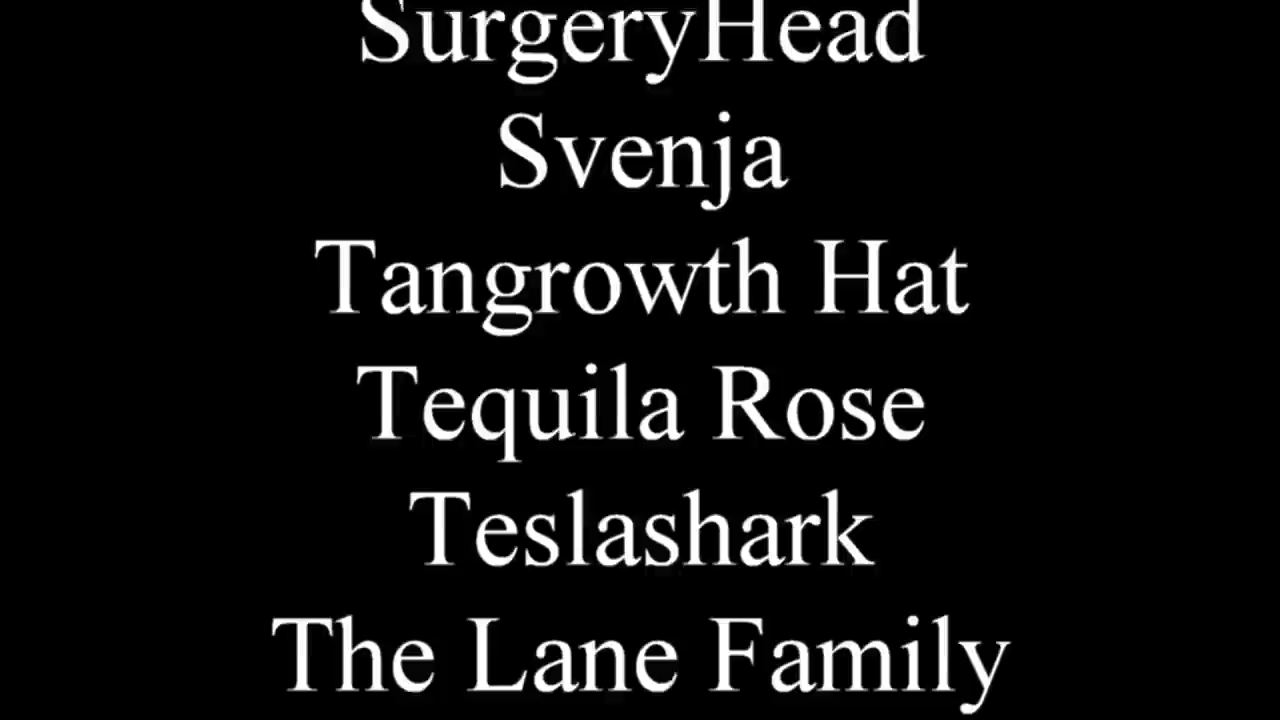 SurgeryHead
Svenja
Tangrowth Hat
Tequila Rose
Teslashark
The Lane Family